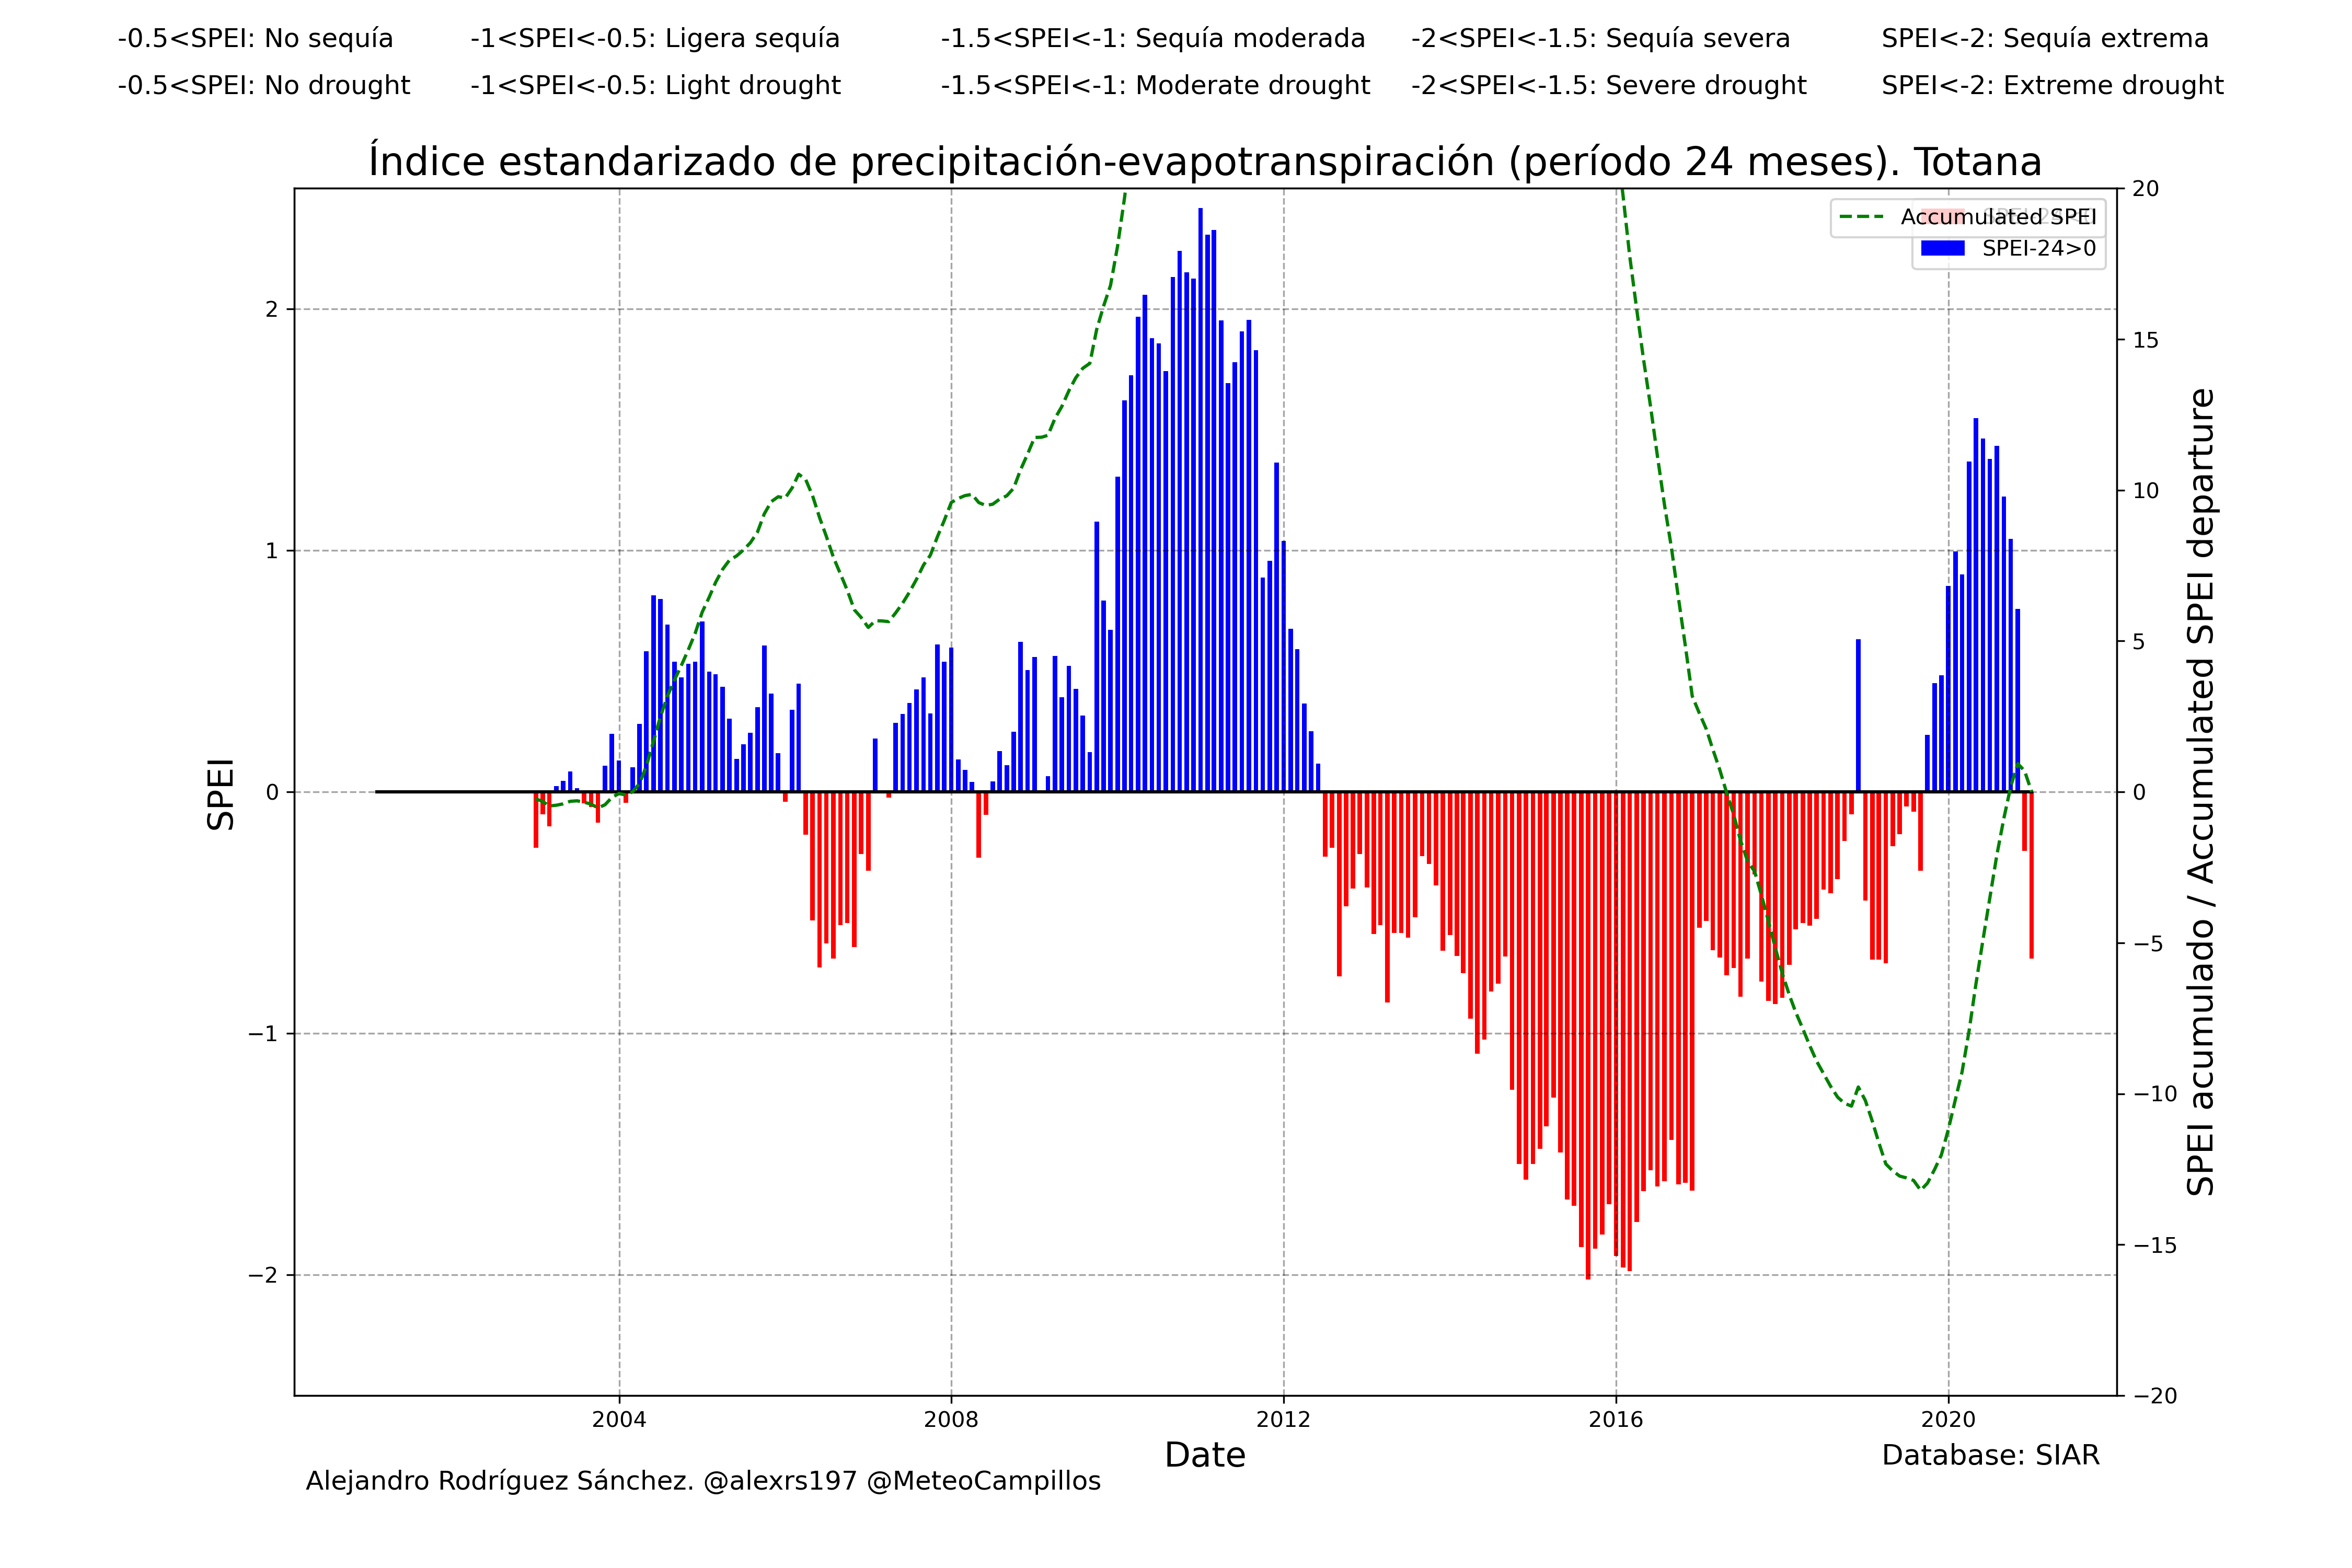 -0.5<SPEI: No sequía -1<SPEI<-0.5: Ligera sequía -1.5<SPEI<-1: Sequía moderada -2<SPEI<-1.5: Sequía severa SPEI<-2: Sequía extrema
-0.5<SPEI: No drought -1<SPEI<-0.5: Light drought -1.5<SPEI<-1: Moderate drought -2<SPEI<-1.5: Severe drought SPEI<-2: Extreme drought
Índice estandarizado de precipitación-evapotranspiración (período 24 meses). Totana
Accumulated SPEI
SPEI-24>0
SPEI
2
1
0
−1
−2
20
15
10
5
0
−5
−10
−15
−20
SPEI acumulado / Accumulated SPEI departure
2004 2008 2012 2016 2020
Date
Database: SIAR
Alejandro Rodríguez Sánchez. @alexrs197 @MeteoCampillos